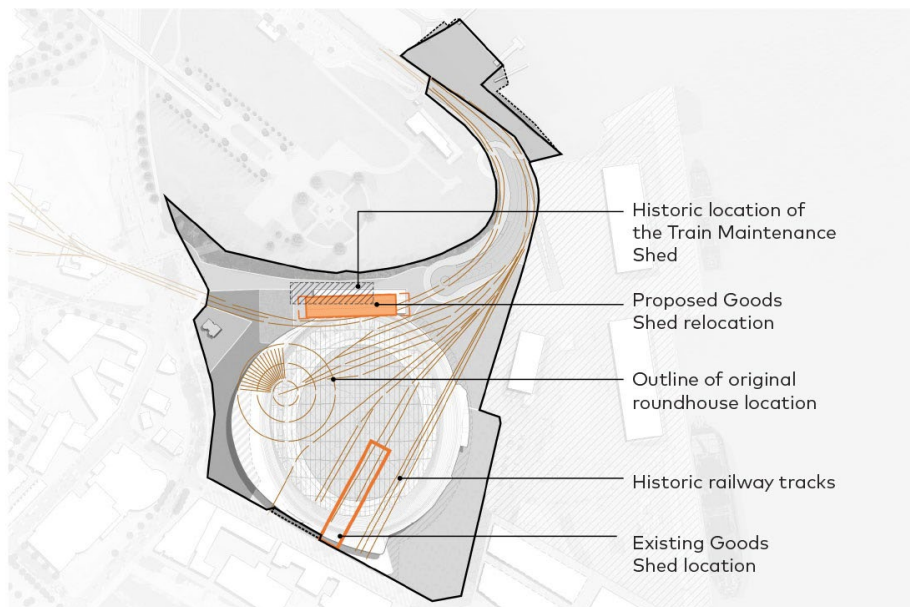 Historic location of
the Train Maintenance
Shed
Proposed Goods
Shed relocation
Outline of original
roundhouse location
Historic railway tracks
Existing Goods
Shed location